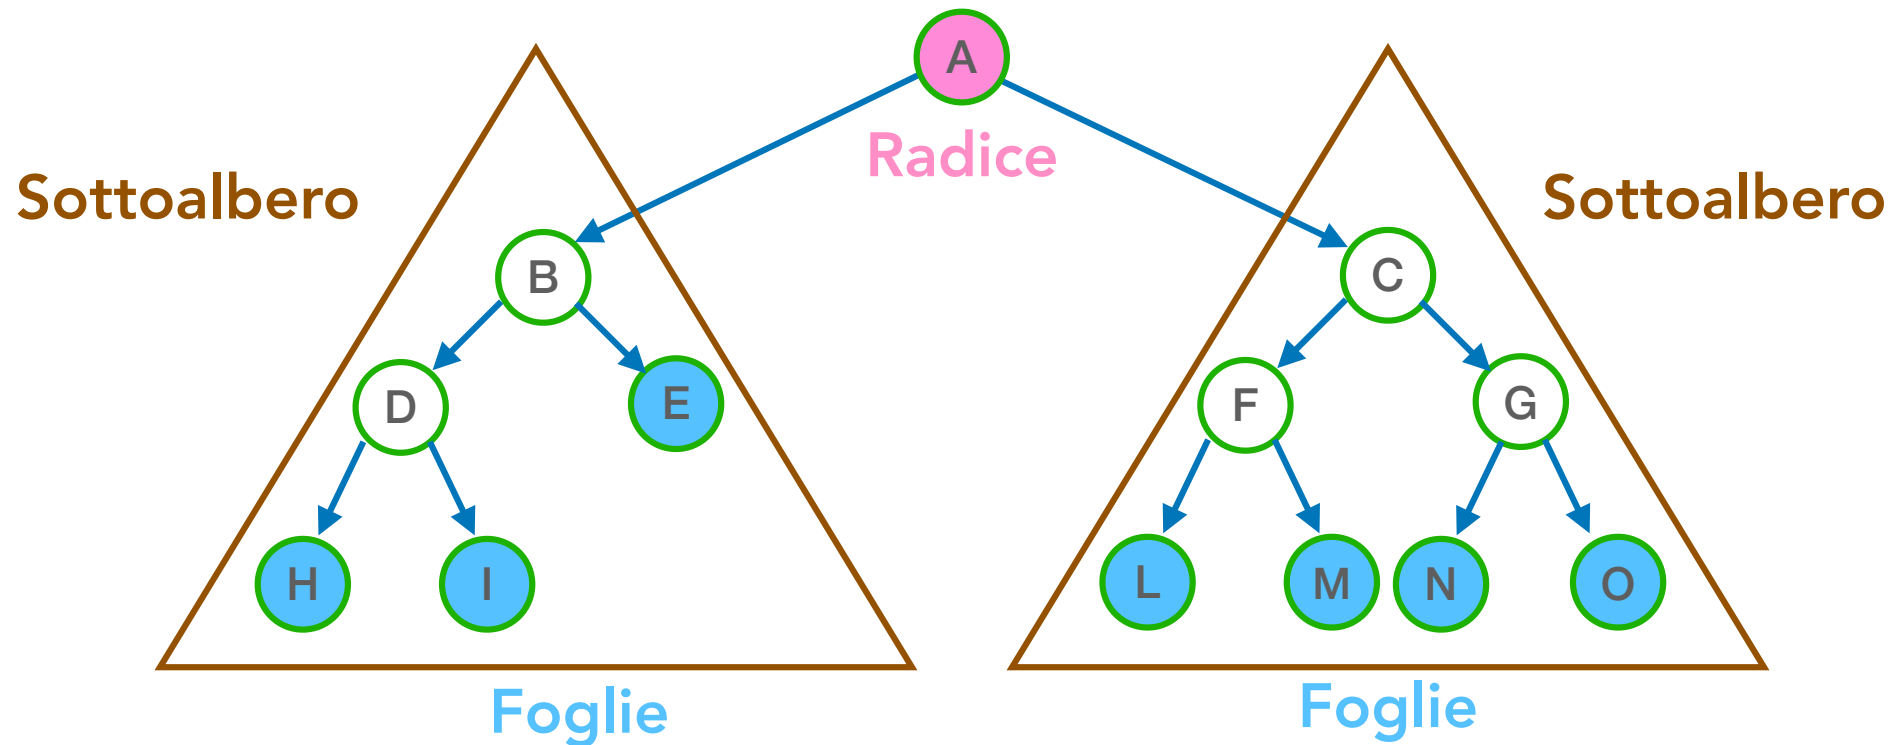 A
Radice
Sottoalbero
Sottoalbero
B
C
D
E
F
G
H
I
L
M
N
O
Foglie
Foglie